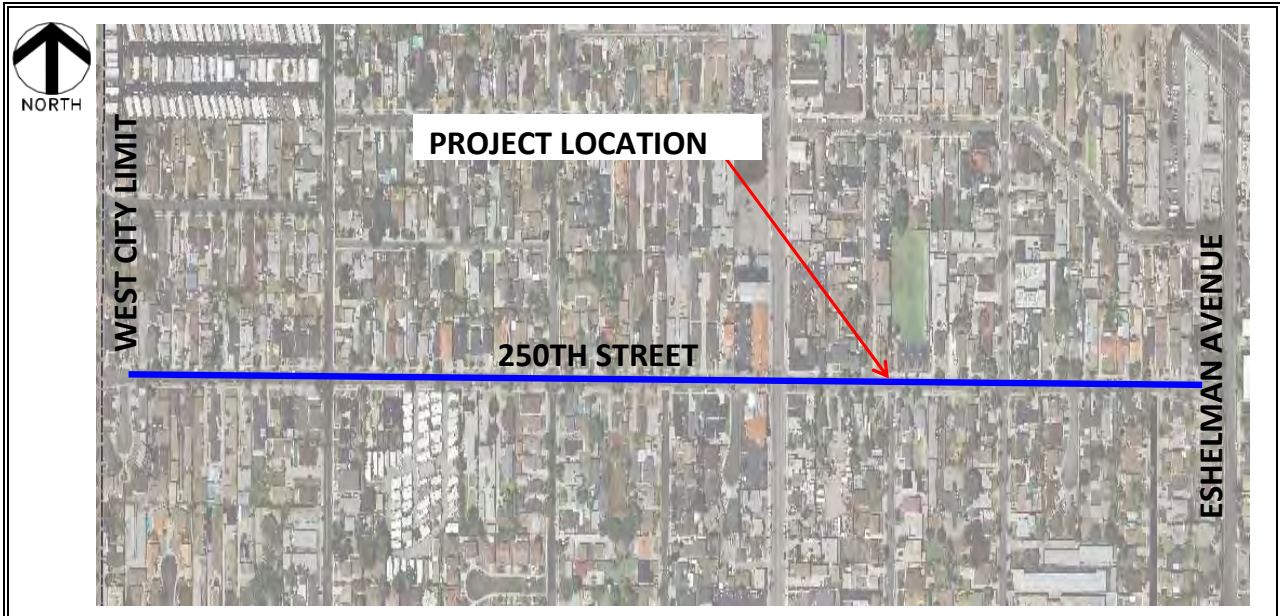 NORTH
PROJECT LOCATION
WEST CITY LIMIT
250TH STREET
ESHELMAN AVENUE